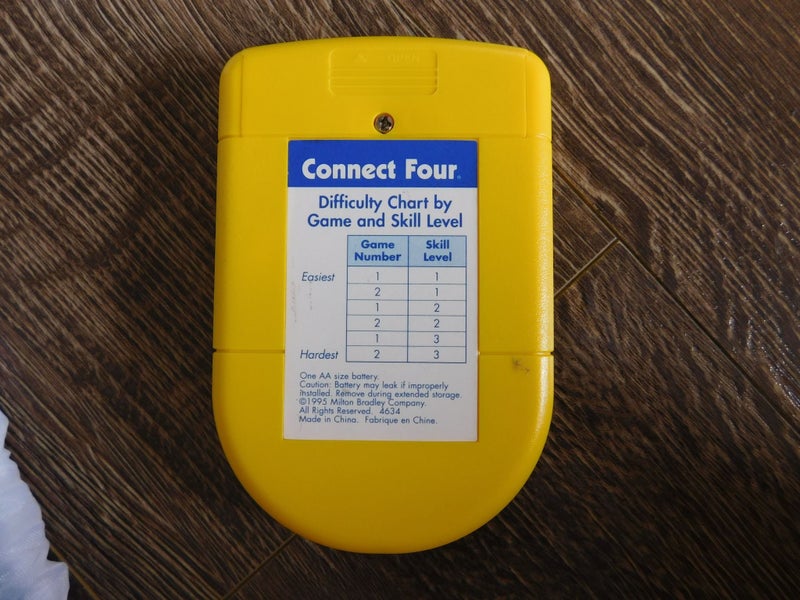 OPEN
Connect Four
Difficulty Chart by
Game and Skill Level
Game Number Skill Level
Easiest 1 1
2 1
1 2
2 2
1 3
Hardest 2 3
One AA size battery.
Caution: Battery may leak if improperly
installed. Remove during extended storage.
©1995 Milton Bradley Company.
All Rights Reserved. 4634
Made in China. Fabrique en Chine.